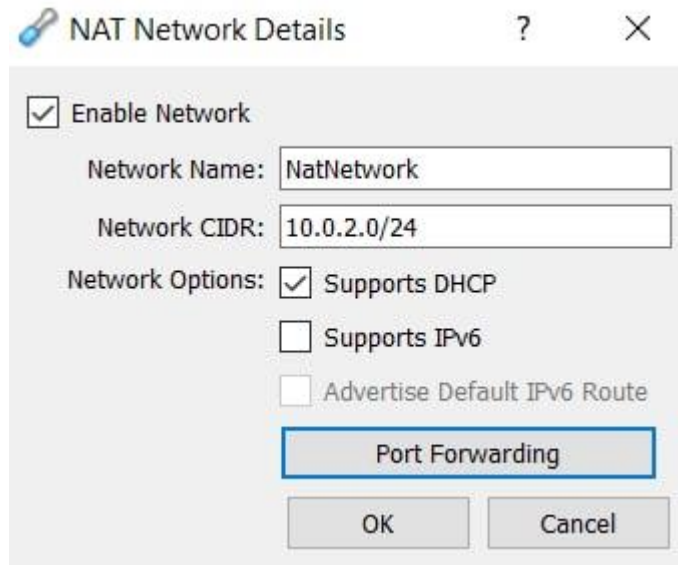 NAT Network Details ?
Enable Network
Network Name: NatNetwork
Network CIDR: 10.0.2.0/24
Network Options: Supports DHCP
Supports IPv6
Advertise Default IPv6 Route
Port Forwarding
OK Cancel